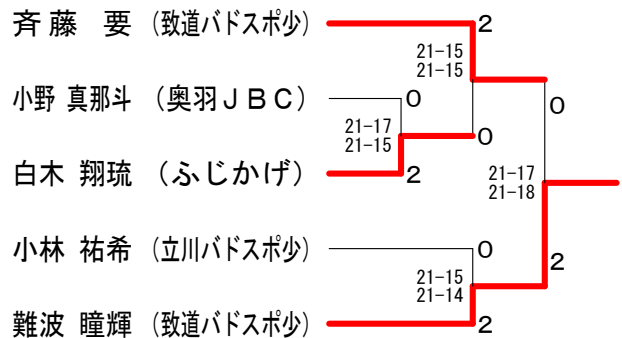 斉藤 要 (致道バドスポ少) 2
21-15
21-15
小野 真那斗 (奥羽JBC) 0 0
21-17
21-15 0
白木 翔琉 (ふじかげ) 2
21-17
21-18
小林 祐希 (立川バドスポ少) 0 2
21-15
21-14
難波 瞳輝 (致道バドスポ少) 2